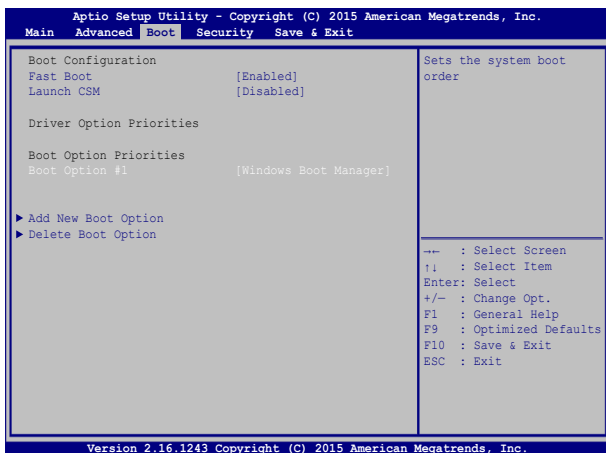 Aptio Setup Utility - Copyright (C) 2015 American Megatrends, Inc.
Main Advanced Boot Security Save & Exit
Boot Configuration
Fast Boot [Enabled]
Launch CSM [Disabled]
Driver Option Priorities
Boot Option Priorities
Boot Option #1 [Windows Boot Manager]
▶ Add New Boot Option
▶ Delete Boot Option
Sets the system boot
order
→← : Select Screen
↑↓ : Select Item
Enter: Select
+/— : Change Opt.
F1 : General Help
F9 : Optimized Defaults
F10 : Save & Exit
ESC : Exit
Version 2.16.1243 Copyright (C) 2015 American Megatrends, Inc.